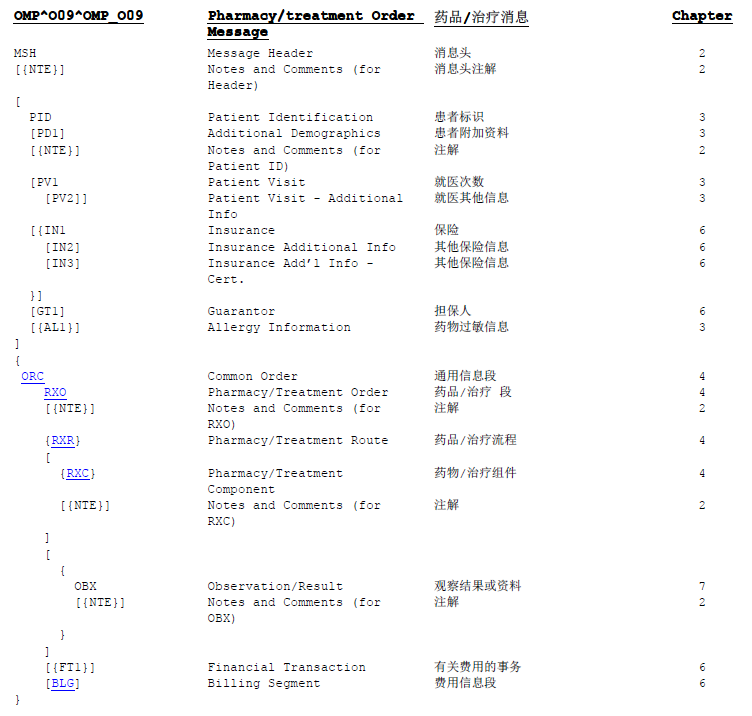 OMP^O09^OMP_O09 Pharmacy/treatment Order 药品/治疗消息 Chapter
Message
MSH Message Header 消息头 2
[{NTE}] Notes and Comments (for 消息头注解 2
Header)
[
PID Patient Identification 患者标识 3
[PD1] Additional Demographics 患者附加资料 3
[{NTE}] Notes and Comments (for 注解 2
Patient ID)
[PV1 Patient Visit 就医次数 3
[PV2]] Patient Visit - Additional 就医其他信息 3
Info
[{IN1 Insurance 保险 6
[IN2] Insurance Additional Info 其他保险信息 6
[IN3] Insurance Add’l Info - 其他保险信息 6
Cert.
}]
[GT1] Guarantor 担保人 6
[{AL1}] Allergy Information 药物过敏信息 3
]
{
ORC Common Order 通用信息段 4
RXO Pharmacy/Treatment Order 药品/治疗 段 4
[{NTE}] Notes and Comments (for 注解 2
RXO)
{RXR} Pharmacy/Treatment Route 药品/治疗流程 4
[
{RXC} Pharmacy/Treatment 药物/治疗组件 4
Component
[{NTE}] Notes and Comments (for 注解 2
RXC)
]
[
{
OBX Observation/Result 观察结果或资料 7
[{NTE}] Notes and Comments (for 注解 2
OBX)
}
]
[{FT1}] Financial Transaction 有关费用的事务 6
[BLG] Billing Segment 费用信息段 6
}